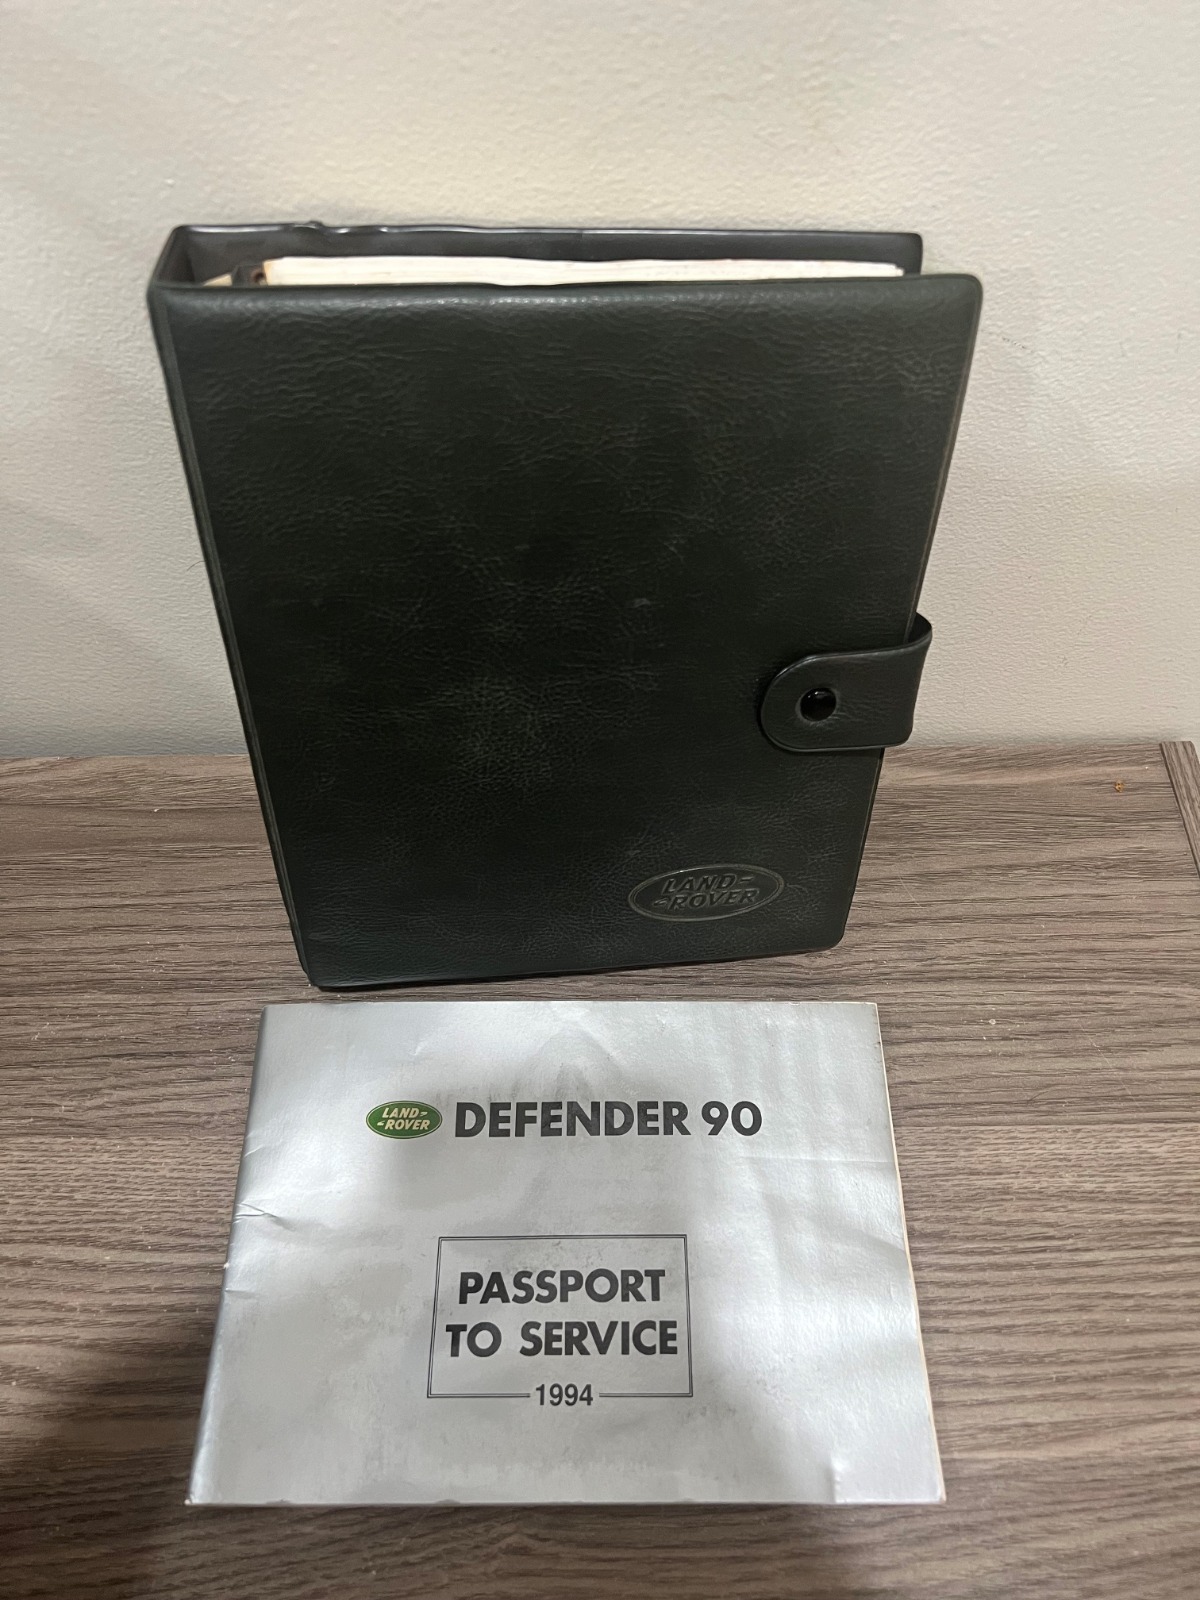 LAND-
-ROVER
LAND-
-ROVER
DEFENDER 90
PASSPORT
TO SERVICE
1994